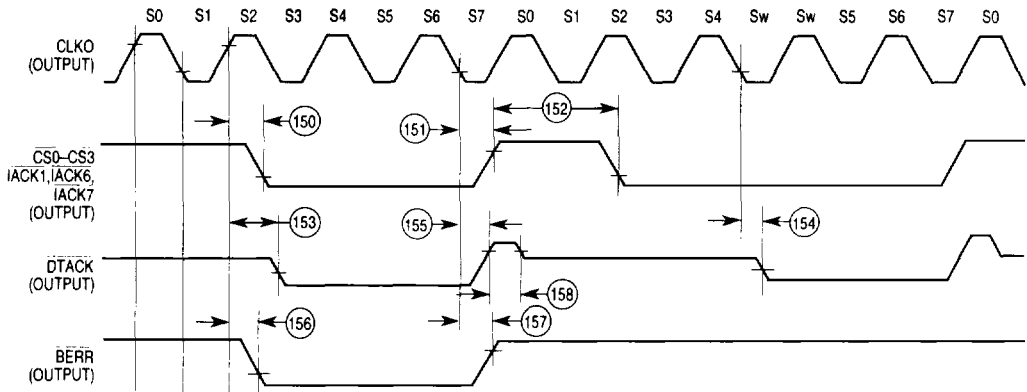 S0 S1 S2 S3 S4 S5 S6 S7 S0 S1 S2 S3 S4 Sw Sw S5 S6 S7 S0
CLKO
(OUTPUT)
150
151
152
CS0–CS3
IACK1,IACK6,
IACK7
(OUTPUT)
153
155
154
DTACK
(OUTPUT)
158
156
157
BERR
(OUTPUT)